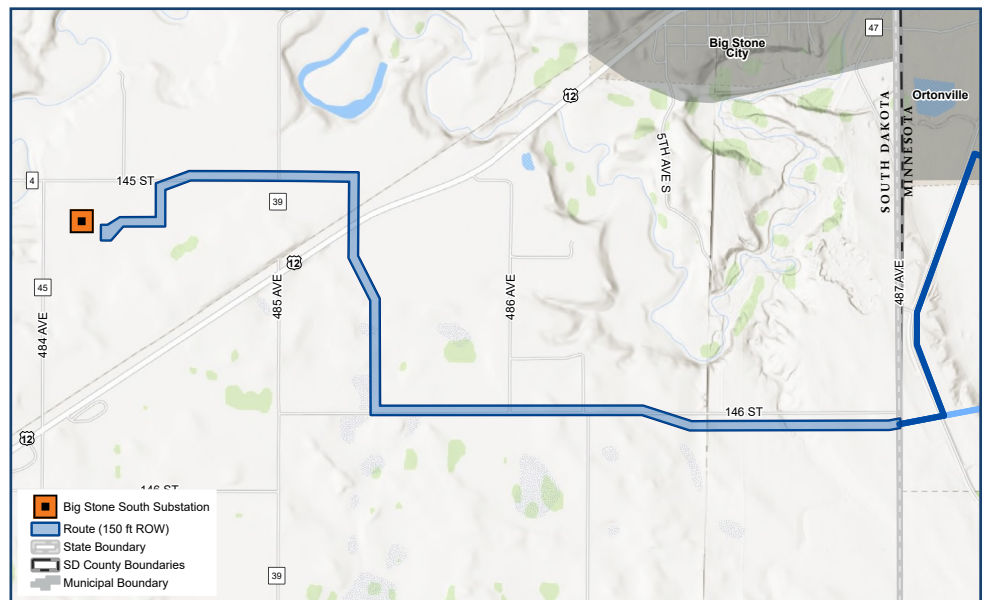 47
Big Stone
City
Ortonville
12
SOUTH DAKOTA
MINNESOTA
5TH AVE S
4
145 ST
39
12
45
484 AVE
485 AVE
486 AVE
487 AVE
146 ST
12
146 ST
39
Big Stone South Substation
Route (150 ft ROW)
State Boundary
SD County Boundaries
Municipal Boundary